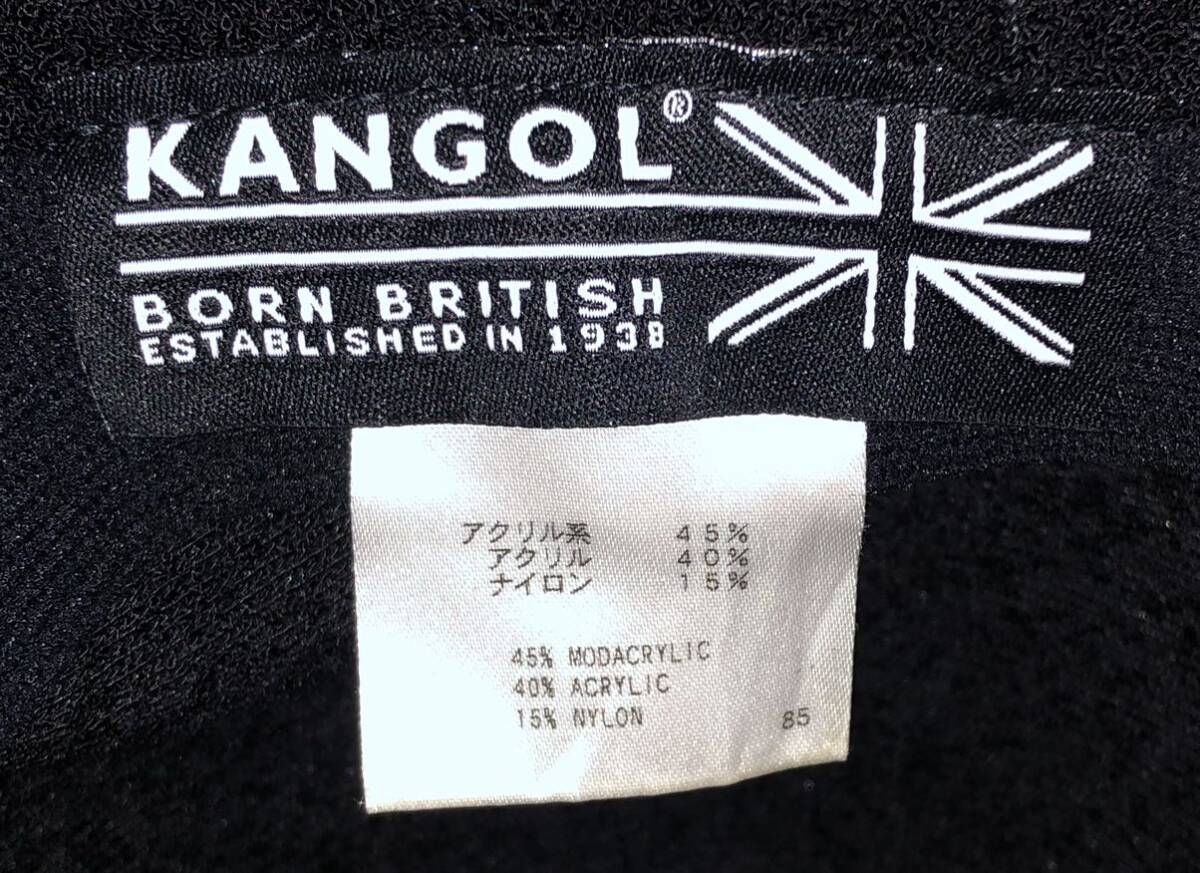 KANGOL®
BORN BRITISH
ESTABLISHED IN 1938
アクリル系 45%
アクリル 40%
ナイロン 15%
45% MODACRYLIC
40% ACRYLIC
15% NYLON 85